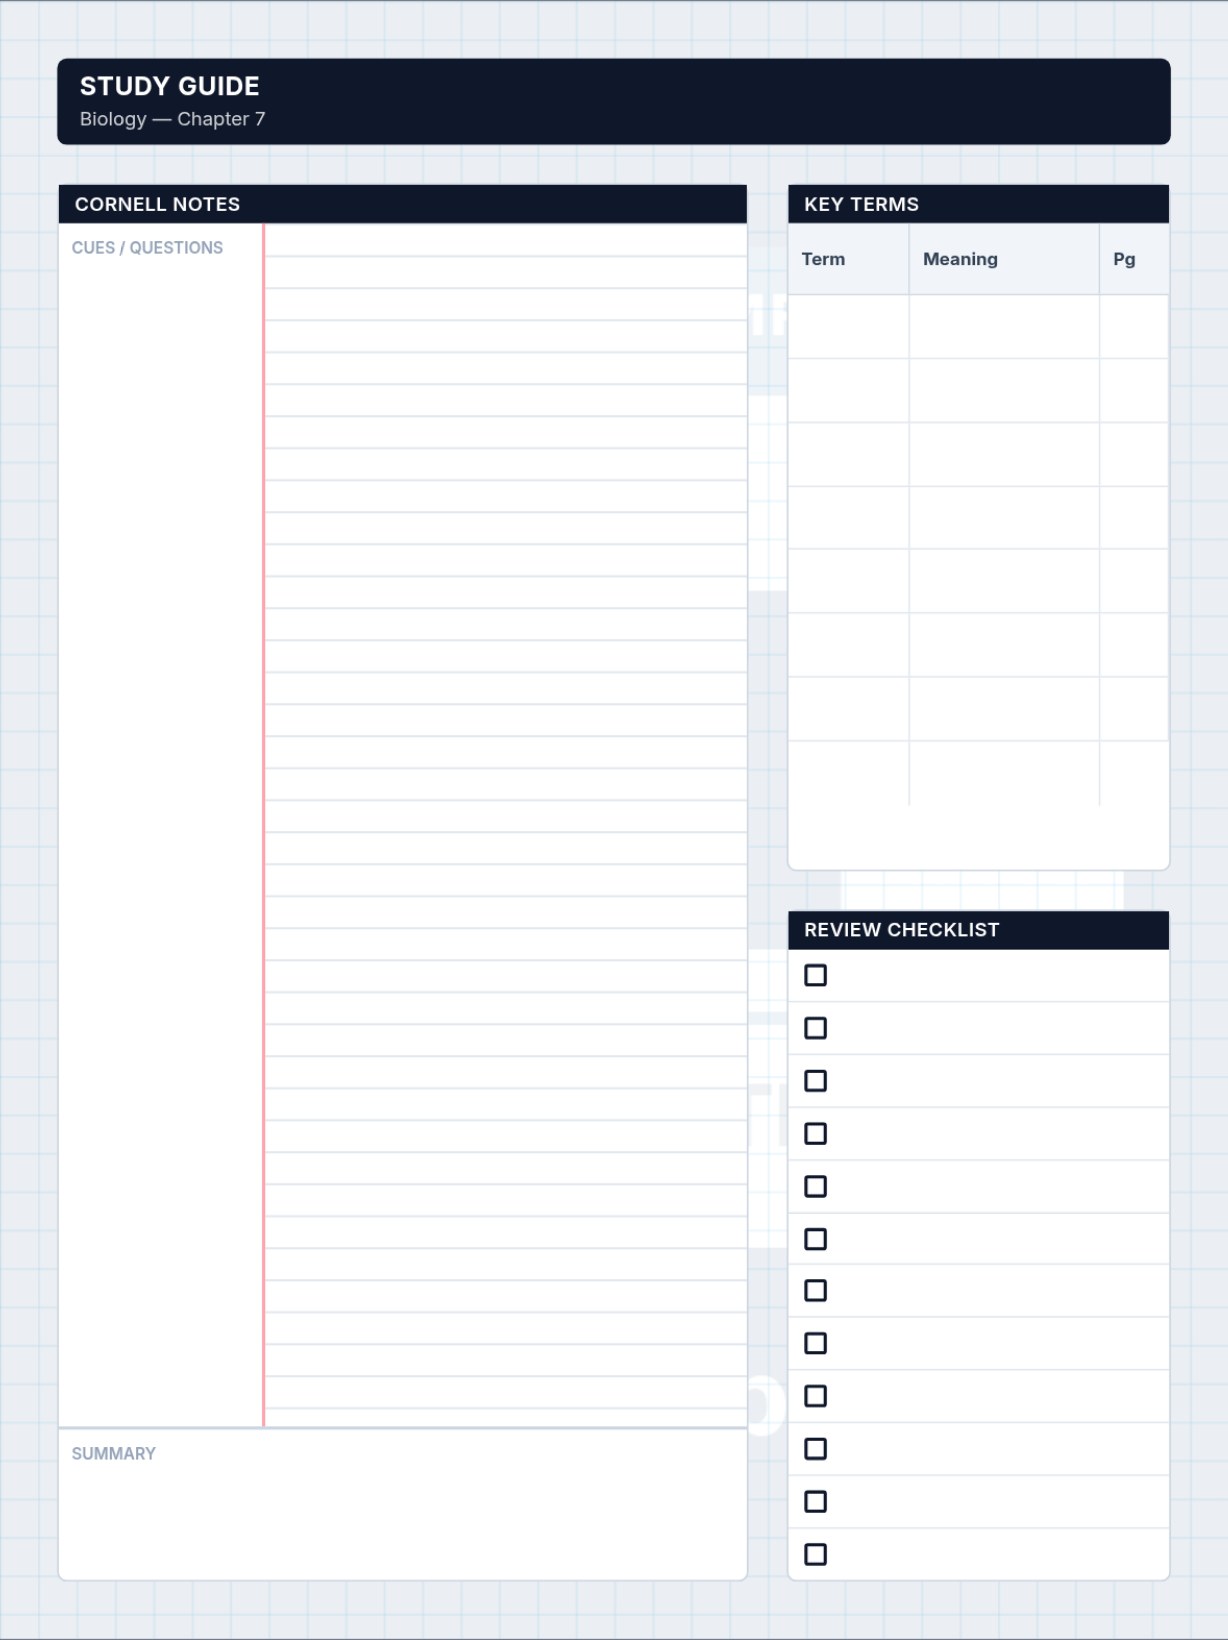 STUDY GUIDE
Biology — Chapter 7
CORNELL NOTES
CUES / QUESTIONS
SUMMARY
KEY TERMS
Term Meaning Pg
REVIEW CHECKLIST